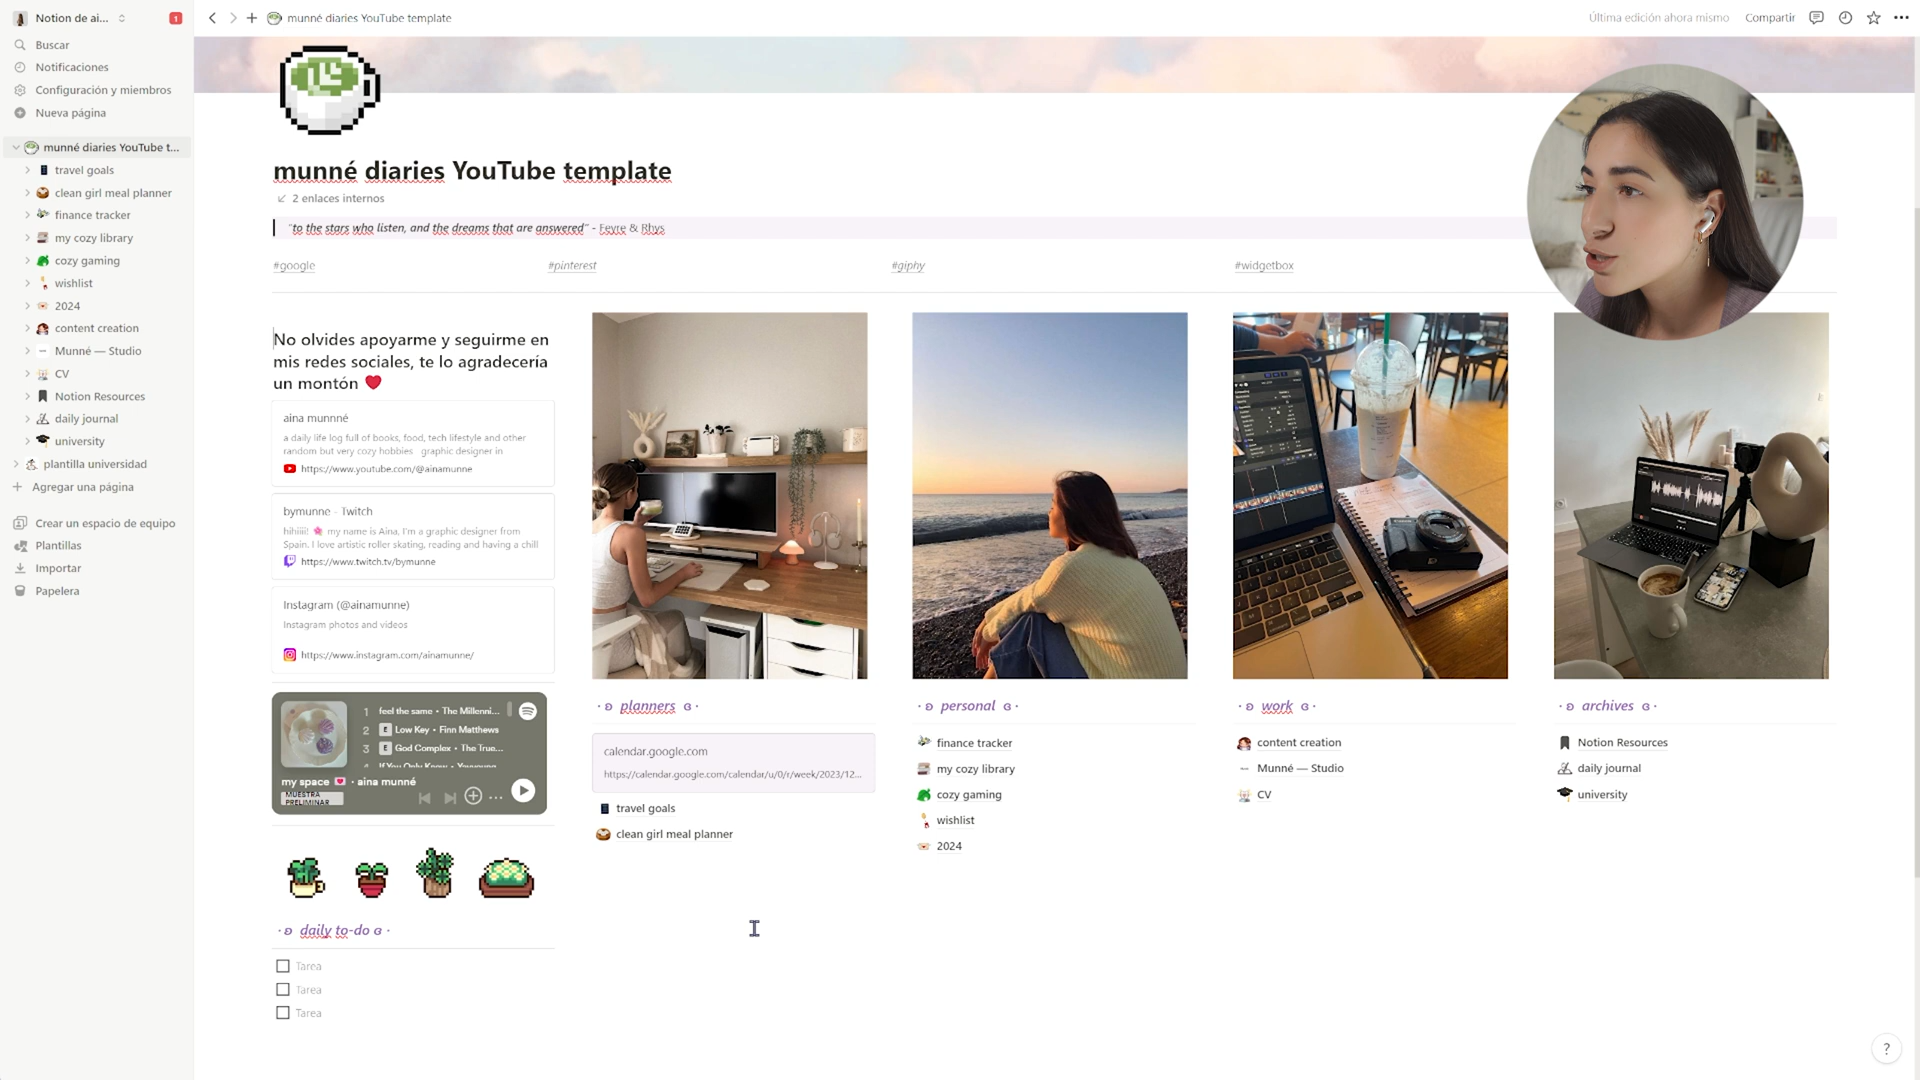 Notion de ai...
1
Buscar
Notificaciones
Configuración y miembros
Nueva página
munné diaries YouTube t...
travel goals
clean girl meal planner
finance tracker
my cozy library
cozy gaming
wishlist
2024
content creation
Munné — Studio
CV
Notion Resources
daily journal
university
plantilla universidad
Agregar una página
Crear un espacio de equipo
Plantillas
Importar
Papelera
munné diaries YouTube template
Última edición ahora mismo
Compartir
munné diaries YouTube template
2 enlaces internos
"to the stars who listen, and the dreams that are answered" - Feyre & Rhys
#google
#pinterest
#giphy
#widgetbox
No olvides apoyarme y seguirme en
mis redes sociales, te lo agradecería
un montón ❤️
aina munnné
a daily life log full of books, food, tech lifestyle and other
random but very cozy hobbies graphic designer in
https://www.youtube.com/@ainamunne
bymunne - Twitch
hihiiii! 🌸 my name is Aina, I'm a graphic designer from
Spain. I love artistic roller skating, reading and having a chill
https://www.twitch.tv/bymunne
Instagram (@ainamunne)
Instagram photos and videos
https://www.instagram.com/ainamunne/
1 feel the same • The Millenni...
2 E Low Key • Finn Matthews
3 E God Complex • The True...
my space 💌 · aina munné
MUESTRA
PRELIMINAR
· ʚ daily to-do ɞ ·
Tarea
Tarea
Tarea
· ʚ planners ɞ ·
calendar.google.com
https://calendar.google.com/calendar/u/0/r/week/2023/12...
travel goals
clean girl meal planner
· ʚ personal ɞ ·
finance tracker
my cozy library
cozy gaming
wishlist
2024
· ʚ work ɞ ·
content creation
Munné — Studio
CV
· ʚ archives ɞ ·
Notion Resources
daily journal
university
?